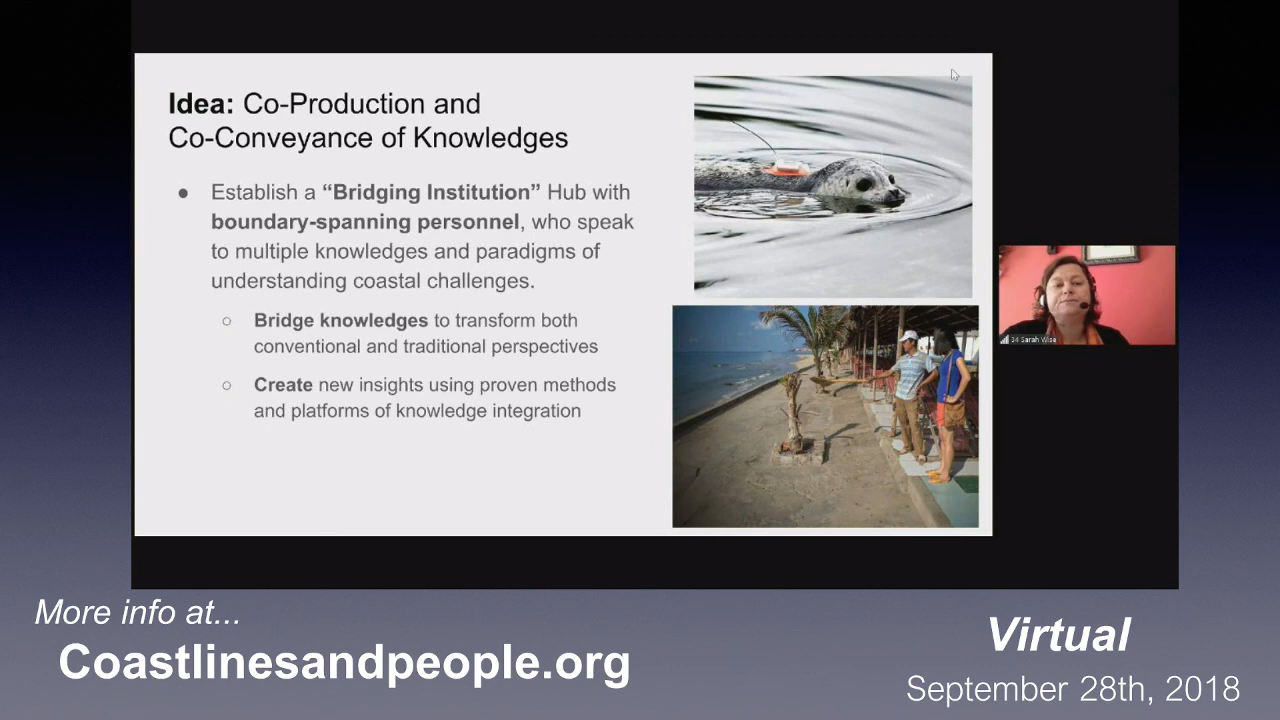 Idea: Co-Production and
Co-Conveyance of Knowledges
● Establish a “Bridging Institution” Hub with
boundary-spanning personnel, who speak
to multiple knowledges and paradigms of
understanding coastal challenges.
○ Bridge knowledges to transform both
conventional and traditional perspectives
○ Create new insights using proven methods
and platforms of knowledge integration
34 Sarah Wise
More info at...
Coastlinesandpeople.org
Virtual
September 28th, 2018